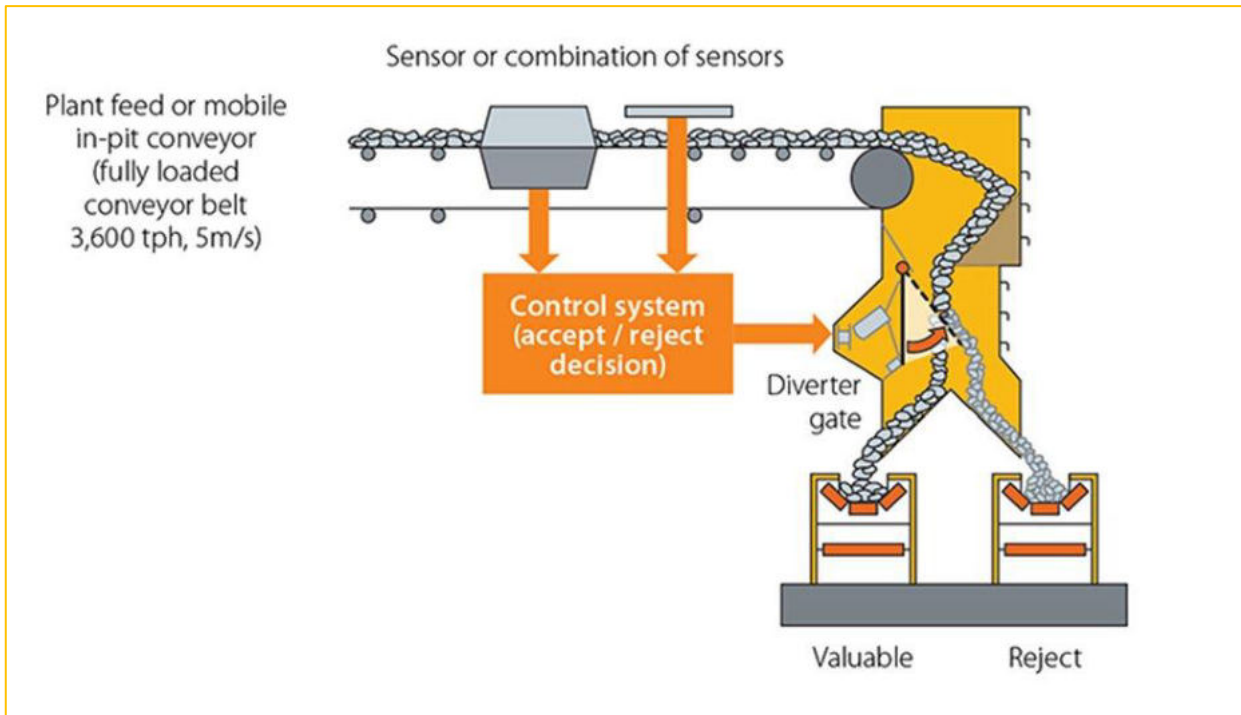 Sensor or combination of sensors
Plant feed or mobile
in-pit conveyor
(fully loaded
conveyor belt
3,600 tph, 5m/s)
Control system
(accept / reject
decision)
Diverter
gate
Valuable
Reject